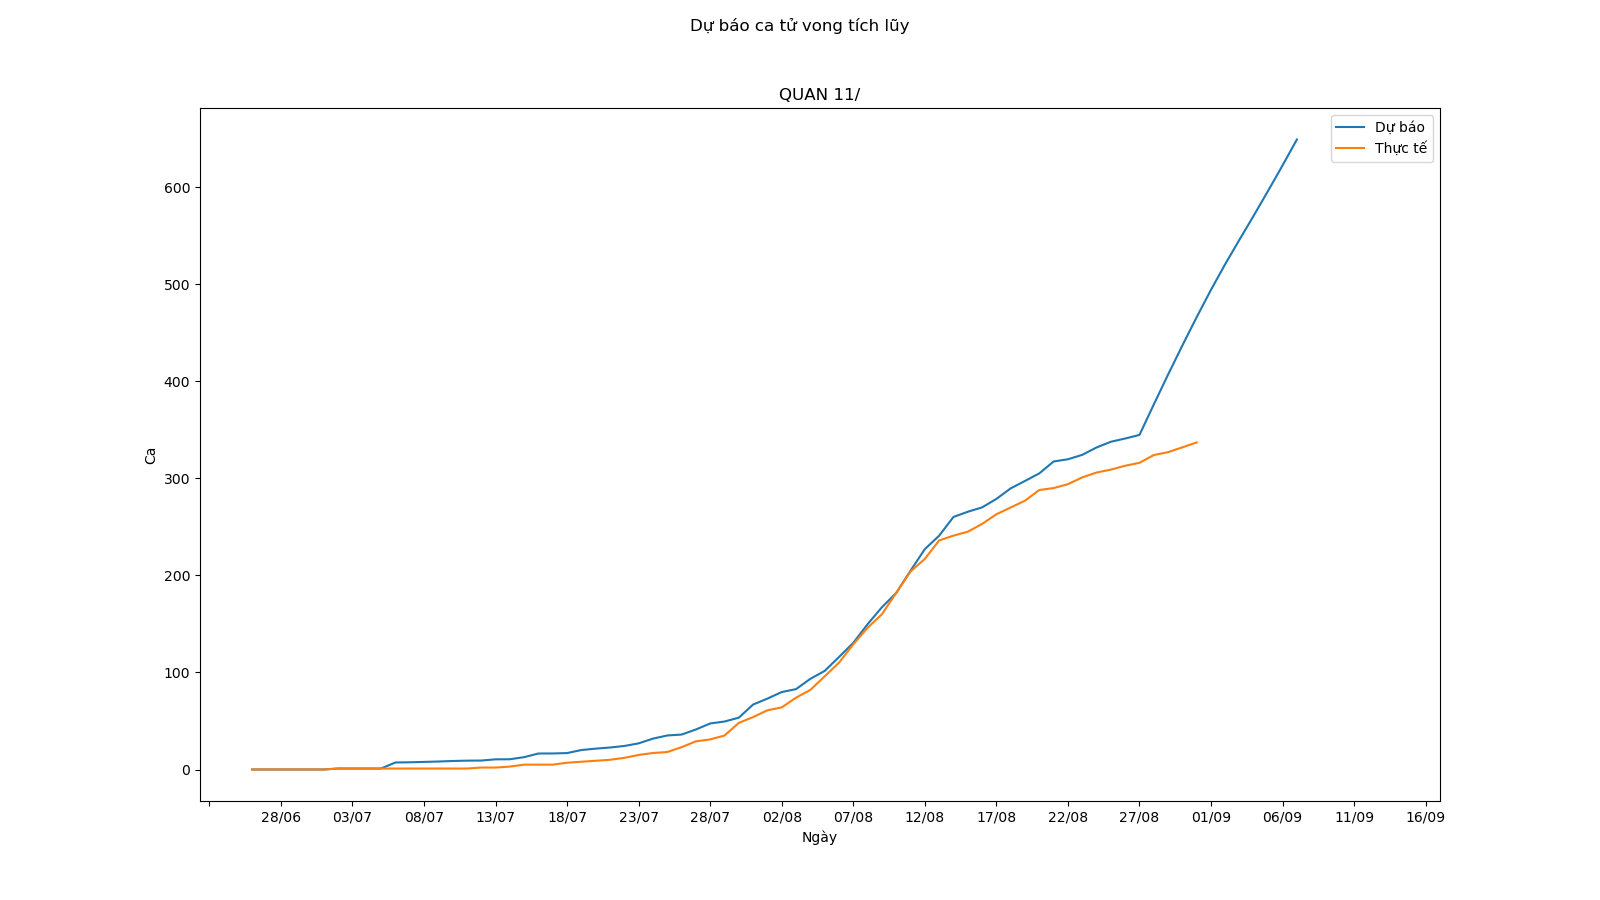 Dự báo ca tử vong tích lũy
QUAN 11/
Dự báo
Thực tế
600
500
400
300
200
100
0
Ca
28/06 03/07 08/07 13/07 18/07 23/07 28/07 02/08 07/08 12/08 17/08 22/08 27/08 01/09 06/09 11/09 16/09
Ngày